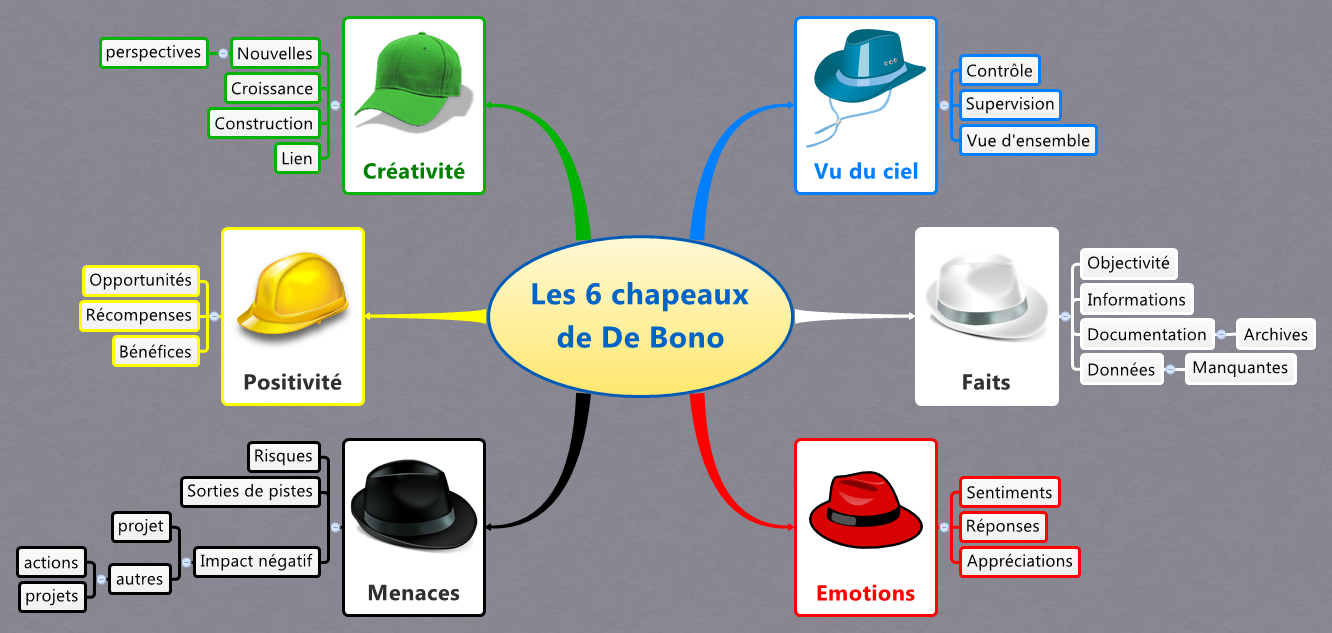 Les 6 chapeaux
de De Bono
Vu du ciel
Contrôle
Supervision
Vue d'ensemble
Faits
Objectivité
Informations
Documentation
Archives
Données
Manquantes
Emotions
Sentiments
Réponses
Appréciations
Menaces
Risques
Sorties de pistes
Impact négatif
projet
autres
actions
projets
Positivité
Opportunités
Récompenses
Bénéfices
Créativité
Nouvelles
perspectives
Croissance
Construction
Lien